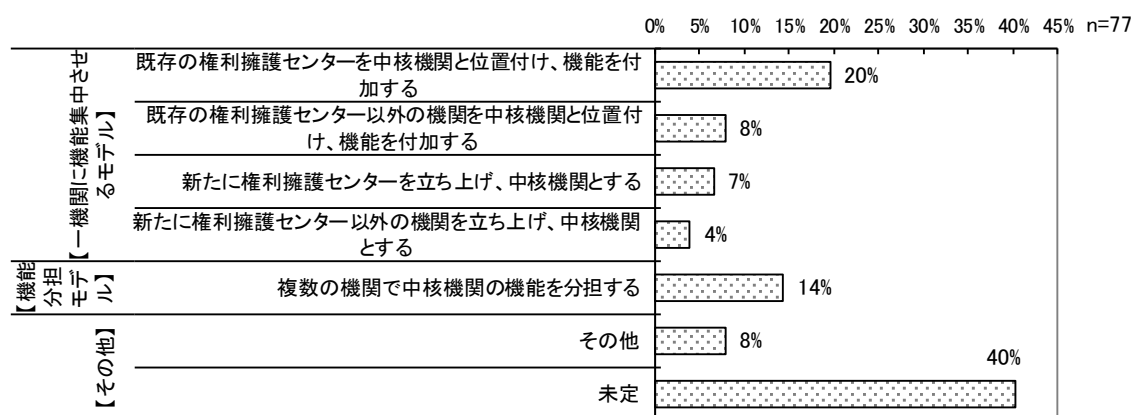 0% 5% 10% 15% 20% 25% 30% 35% 40% 45% n=77
【一機関に機能集中させ
るモデル】
既存の権利擁護センターを中核機関と位置付け、機能を付
加する
20%
既存の権利擁護センター以外の機関を中核機関と位置付
け、機能を付加する
8%
新たに権利擁護センターを立ち上げ、中核機関とする
7%
新たに権利擁護センター以外の機関を立ち上げ、中核機関
とする
4%
【機能
分担
モデ
ル】
複数の機関で中核機関の機能を分担する
14%
【その他】
その他
8%
未定
40%